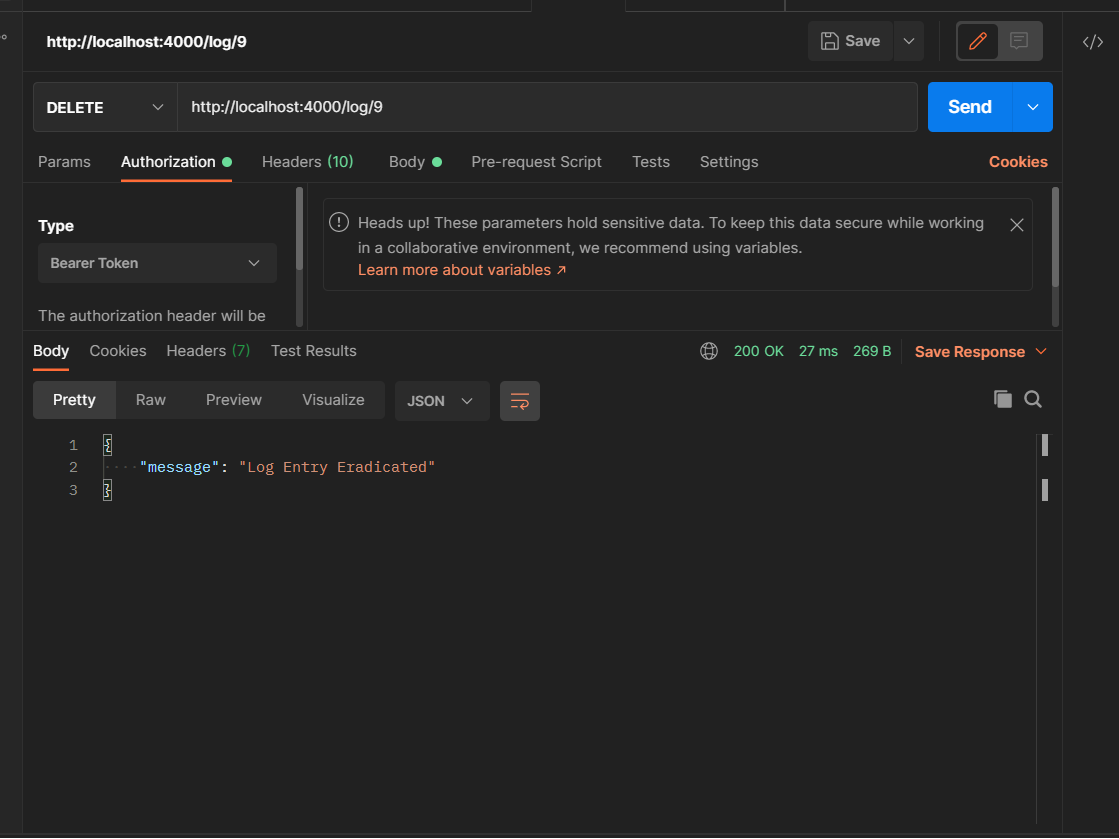 http://localhost:4000/log/9
Save
DELETE
http://localhost:4000/log/9
Send
Params Authorization Headers (10) Body Pre-request Script Tests Settings Cookies
Type
Bearer Token
The authorization header will be
Heads up! These parameters hold sensitive data. To keep this data secure while working
in a collaborative environment, we recommend using variables.
Learn more about variables ↗
Body Cookies Headers (7) Test Results 200 OK 27 ms 269 B Save Response
Pretty Raw Preview Visualize JSON
1 {
2 ····"message": "Log Entry Eradicated"
3 }